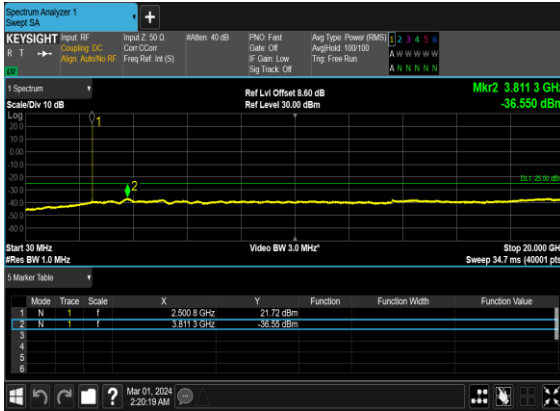 Spectrum Analyzer 1
Swept SA
+
KEYSIGHT
R T
Input: RF
Coupling: DC
Align: Auto/No RF
Input Z: 50 Ω
Corr CCorr
Freq Ref: Int (S)
#Atten: 40 dB
PNO: Fast
Gate: Off
IF Gain: Low
Sig Track: Off
Avg Type: Power (RMS)
Avg|Hold: 100/100
Trig: Free Run
1 2 3 4 5 6
A W W W W W
A N N N N N
1 Spectrum
Scale/Div 10 dB
Ref Lvl Offset 8.60 dB
Ref Level 30.00 dBm
Mkr2 3.811 3 GHz
-36.550 dBm
Log
20.0
10.0
0.00
-10.0
-20.0
-30.0
-40.0
-50.0
-60.0
1
2
DL1 -25.00 dBm
Start 30 MHz
#Res BW 1.0 MHz
Video BW 3.0 MHz*
Stop 20.000 GHz
Sweep 34.7 ms (40001 pts)
5 Marker Table
Mode Trace Scale X Y Function Function Width Function Value
1 N 1 f 2.500 8 GHz 21.72 dBm
2 N 1 f 3.811 3 GHz -36.55 dBm
3
4
5
6
?
Mar 01, 2024
2:20:19 AM